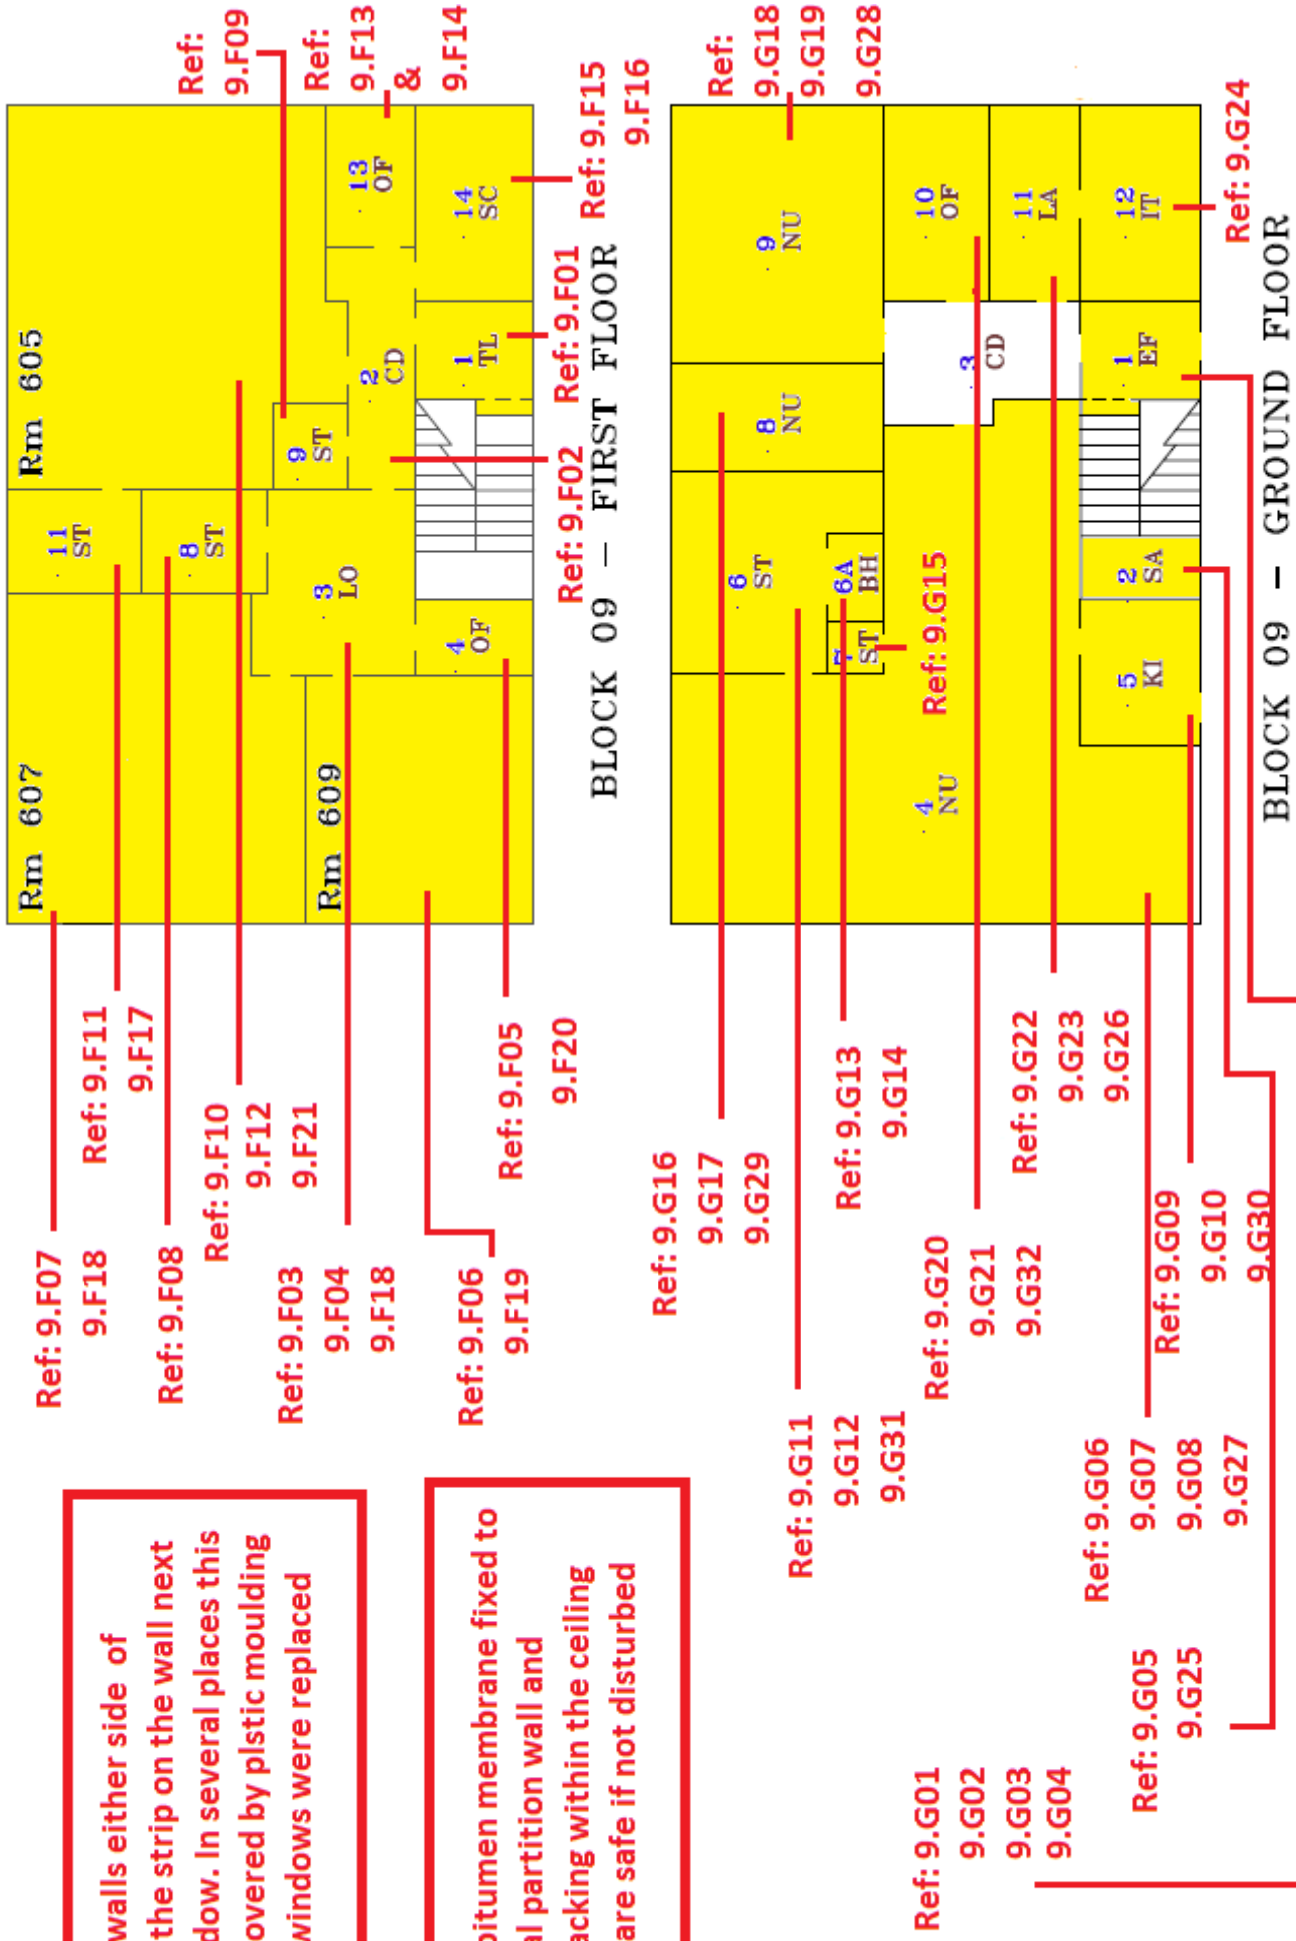 walls either side of
the strip on the wall next
dow. In several places this
overed by plstic moulding
windows were replaced
bitumen membrane fixed to
al partition wall and
acking within the ceiling
are safe if not disturbed
Ref: 9.F07
9.F18
Ref: 9.F11
9.F17
Ref: 9.F08
Ref: 9.F10
9.F12
9.F21
Ref: 9.F03
9.F04
9.F18
Ref: 9.F06
9.F19
Ref: 9.F05
9.F20
Rm 607
Rm 605
Rm 609
11
ST
8
ST
9
ST
3
LO
4
OF
2
CD
1
TL
13
OF
14
SC
Ref:
9.F09
Ref:
9.F13
&
9.F14
Ref: 9.F15
9.F16
Ref: 9.F01
Ref: 9.F02
BLOCK 09 – FIRST FLOOR
Ref: 9.G16
9.G17
9.G29
Ref: 9.G11
9.G12
9.G31
Ref: 9.G13
9.G14
Ref: 9.G20
9.G21
9.G32
Ref: 9.G22
9.G23
9.G26
Ref: 9.G06
9.G07
9.G08
9.G27
Ref: 9.G09
9.G10
9.G30
Ref: 9.G05
9.G25
Ref: 9.G01
9.G02
9.G03
9.G04
6
ST
8
NU
9
NU
7
ST
6A
BH
4
NU
3
CD
10
OF
11
LA
12
IT
5
KI
2
SA
1
EF
Ref: 9.G15
Ref:
9.G18
9.G19
9.G28
Ref: 9.G24
BLOCK 09 – GROUND FLOOR